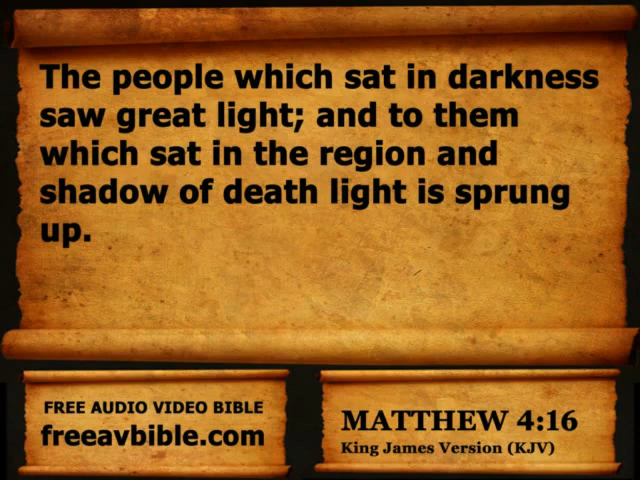 The people which sat in darkness
saw great light; and to them
which sat in the region and
shadow of death light is sprung
up.
FREE AUDIO VIDEO BIBLE
freeavbible.com
MATTHEW 4:16
King James Version (KJV)